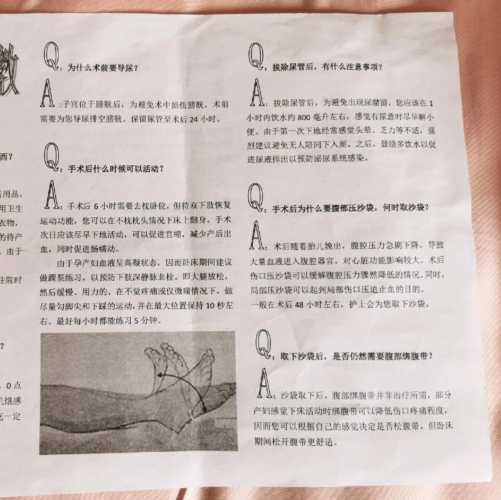 西?
用品,
用卫生
衣物,
的待产
。由于
Q: 为什么术前要导尿?
A: 子宫位于膀胱后,为避免术中损伤膀胱,术前
需要为您导尿排空膀胱,保留尿管至术后 24 小时。
Q: 手术后什么时候可以活动?
A: 手术后 6 小时需要去枕卧位,但待双下肢恢复
运动功能,您可以在不枕枕头情况下床上翻身,手术
次日应该尽早下地活动,可以促进宫缩,减少产后出
血,同时促进肠蠕动。
由于孕产妇血液呈高凝状态,因而卧床期间建议
做踝泵练习,以预防下肢深静脉血栓。即大腿放松,
然后缓慢、用力的、在不觉疼痛或仅微痛情况下,做
尽量勾脚尖和下踩的运动,并在最大位置保持 10 秒左
右,最好每小时都能练习 5 分钟。
Q: 拔除尿管后,有什么注意事项?
A: 拔除尿管后,为避免出现尿潴留,您应该在 1
小时内饮水约 800 毫升左右,感觉有尿意时尽早解小
便。由于第一次下地经常感觉头晕、乏力等不适,强
烈建议避免无人陪同下入厕。之后,鼓励多饮水以促
进尿液排出以预防泌尿系统感染。
Q: 手术后为什么要腹部压沙袋,何时取沙袋?
A: 术后随着胎儿娩出,腹腔压力急剧下降,导致
大量血液进入腹腔器官,对心脏功能影响较大。术后
伤口压沙袋可以缓解腹腔压力骤然降低的情况,同时,
局部压沙袋可以起到局部伤口压迫止血的目的。
一般在术后 48 小时左右,护士会为您取下沙袋。
Q: 取下沙袋后,是否仍然需要腹部绑腹带?
A: 沙袋取下后,腹部绑腹带并非治疗所需,部分
产妇感觉下床活动时绑腹带可以降低伤口疼痛程度,
因而您可以根据自己的感觉决定是否松腹带,但卧床
期间松开腹带更舒适。